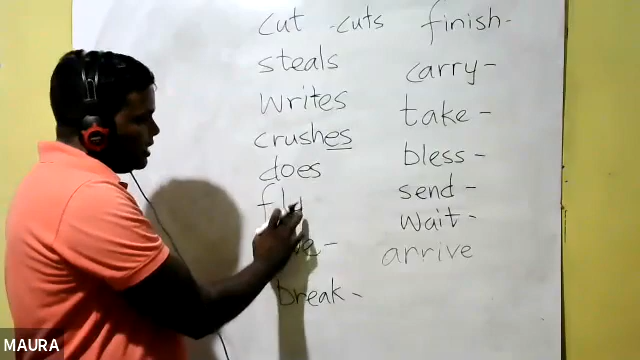 cut -cuts
steals
writes
crushes
does
break -
finish -
carry -
take -
bless -
send -
wait -
arrive
MAURA